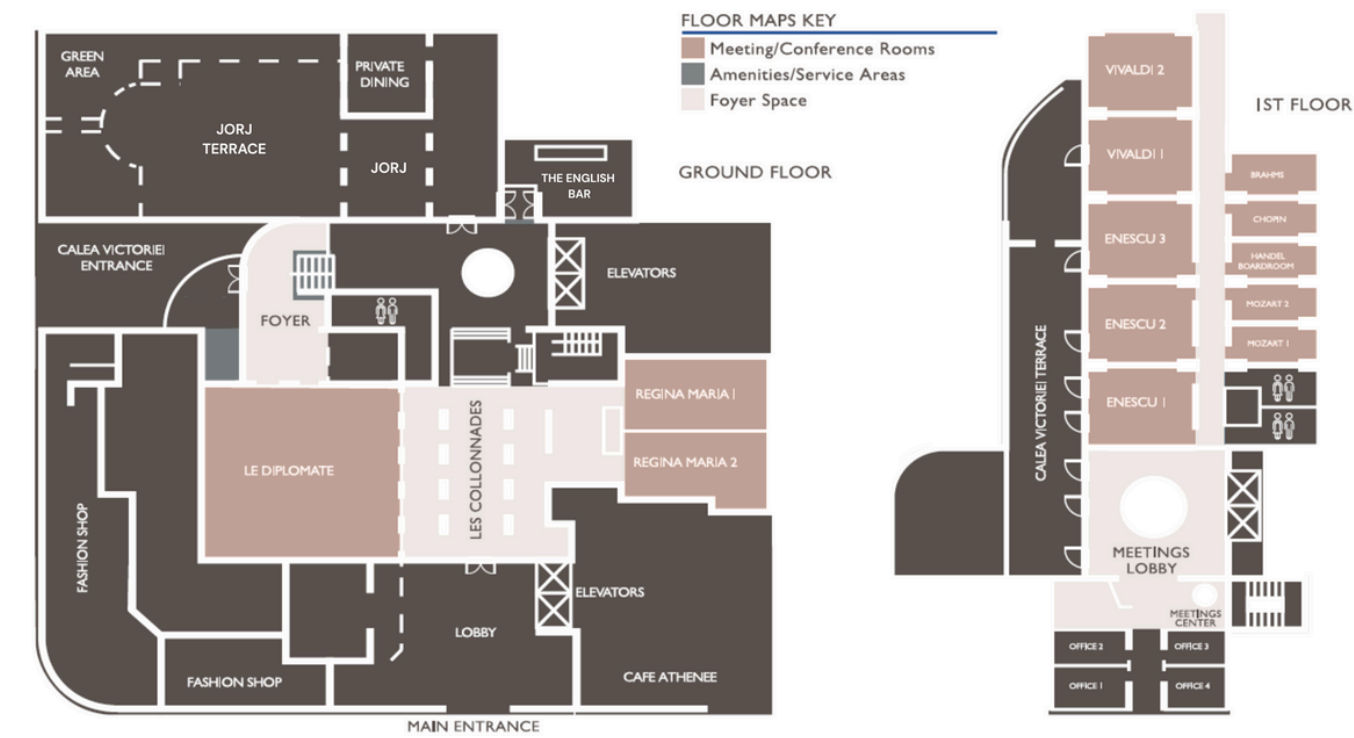 FLOOR MAPS KEY
Meeting/Conference Rooms
Amenities/Service Areas
Foyer Space
GROUND FLOOR
GREEN
AREA
PRIVATE
DINING
JORJ
TERRACE
JORJ
THE ENGLISH
BAR
CALEA VICTORIEI
ENTRANCE
ELEVATORS
FOYER
REGINA MARIA 1
LES COLLONNADES
LE DIPLOMATE
REGINA MARIA 2
FASHION SHOP
ELEVATORS
LOBBY
FASHION SHOP
CAFE ATHENEE
MAIN ENTRANCE
1ST FLOOR
VIVALDI 2
VIVALDI 1
BRAHMS
CHOPIN
ENESCU 3
HANDEL
BOARDROOM
MOZART 2
ENESCU 2
MOZART 1
CALEA VICTORIEI TERRACE
ENESCU 1
MEETINGS
LOBBY
MEETINGS
CENTER
OFFICE 2
OFFICE 3
OFFICE 1
OFFICE 4